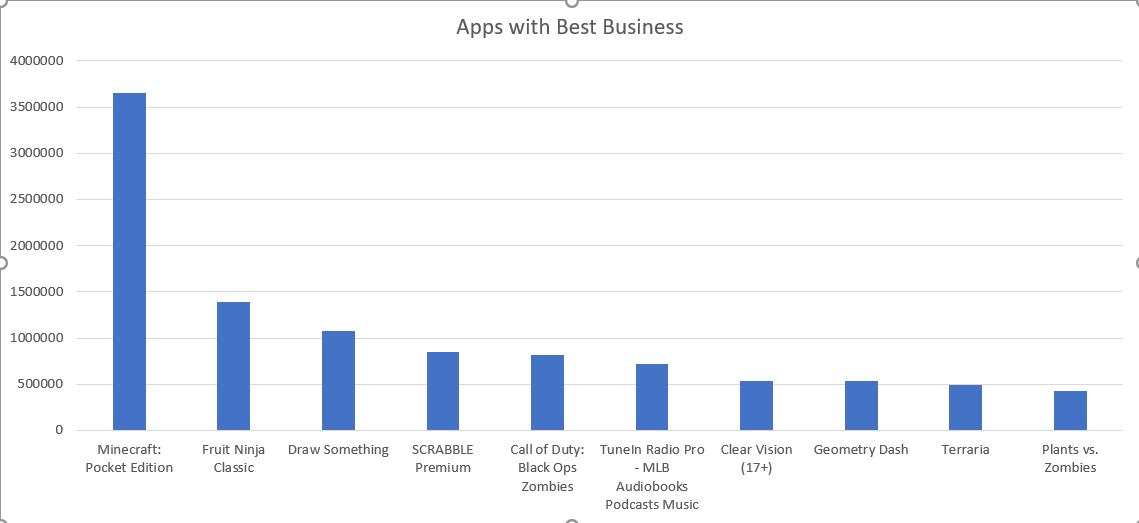 Apps with Best Business
4000000
3500000
3000000
2500000
2000000
1500000
1000000
500000
0
Minecraft:
Pocket Edition
Fruit Ninja
Classic
Draw Something
SCRABBLE
Premium
Call of Duty:
Black Ops
Zombies
TuneIn Radio Pro
- MLB
Audiobooks
Podcasts Music
Clear Vision
(17+)
Geometry Dash
Terraria
Plants vs.
Zombies